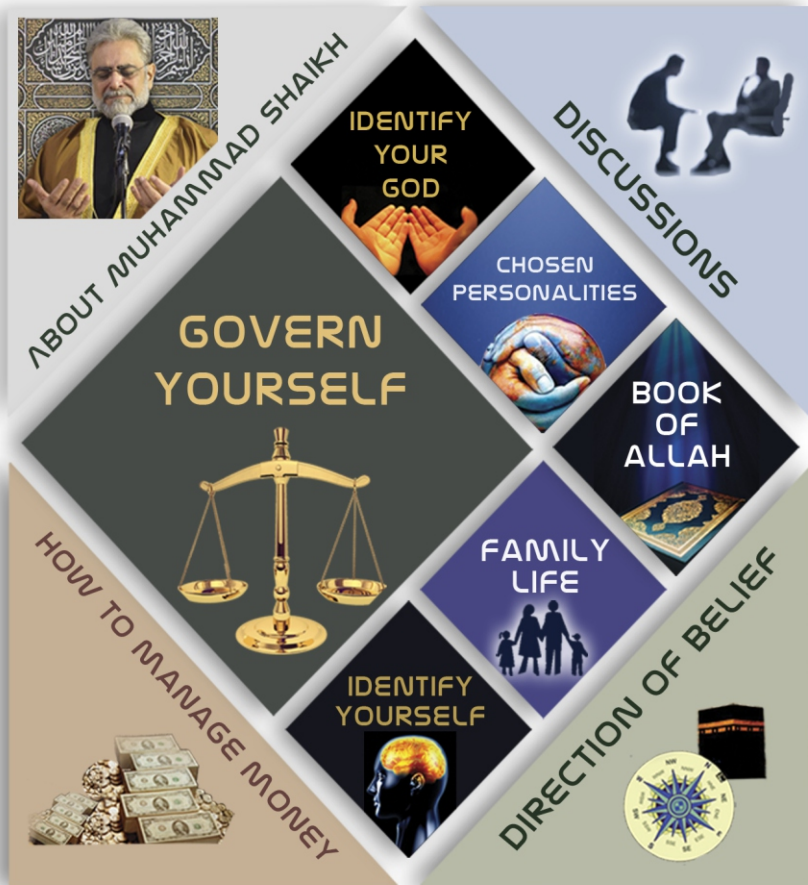 ABOUT MUHAMMAD SHAIKH
IDENTIFY
YOUR
GOD
DISCUSSIONS
CHOSEN
PERSONALITIES
GOVERN
YOURSELF
BOOK
OF
ALLAH
FAMILY
LIFE
HOW TO MANAGE MONEY
IDENTIFY
YOURSELF
DIRECTION OF BELIEF